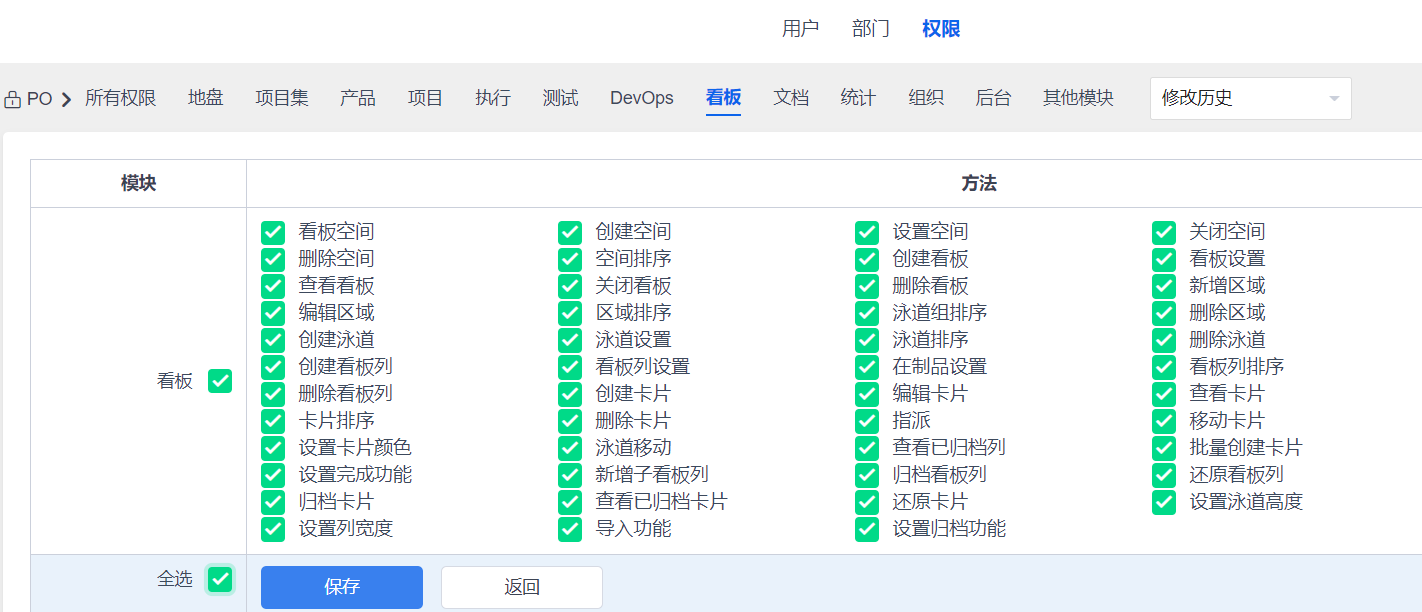 用户 部门 权限
PO 所有权限 地盘 项目集 产品 项目 执行 测试 DevOps 看板 文档 统计 组织 后台 其他模块 修改历史
模块 方法
看板空间 创建空间 设置空间 关闭空间
删除空间 空间排序 创建看板 看板设置
查看看板 关闭看板 删除看板 新增区域
编辑区域 区域排序 泳道组排序 删除区域
创建泳道 泳道设置 泳道排序 删除泳道
创建看板列 看板列设置 在制品设置 看板列排序
看板
删除看板列 创建卡片 编辑卡片 查看卡片
卡片排序 删除卡片 指派 移动卡片
设置卡片颜色 泳道移动 查看已归档列 批量创建卡片
设置完成功能 新增子看板列 归档看板列 还原看板列
归档卡片 查看已归档卡片 还原卡片 设置泳道高度
设置列宽度 导入功能 设置归档功能
全选 保存 返回